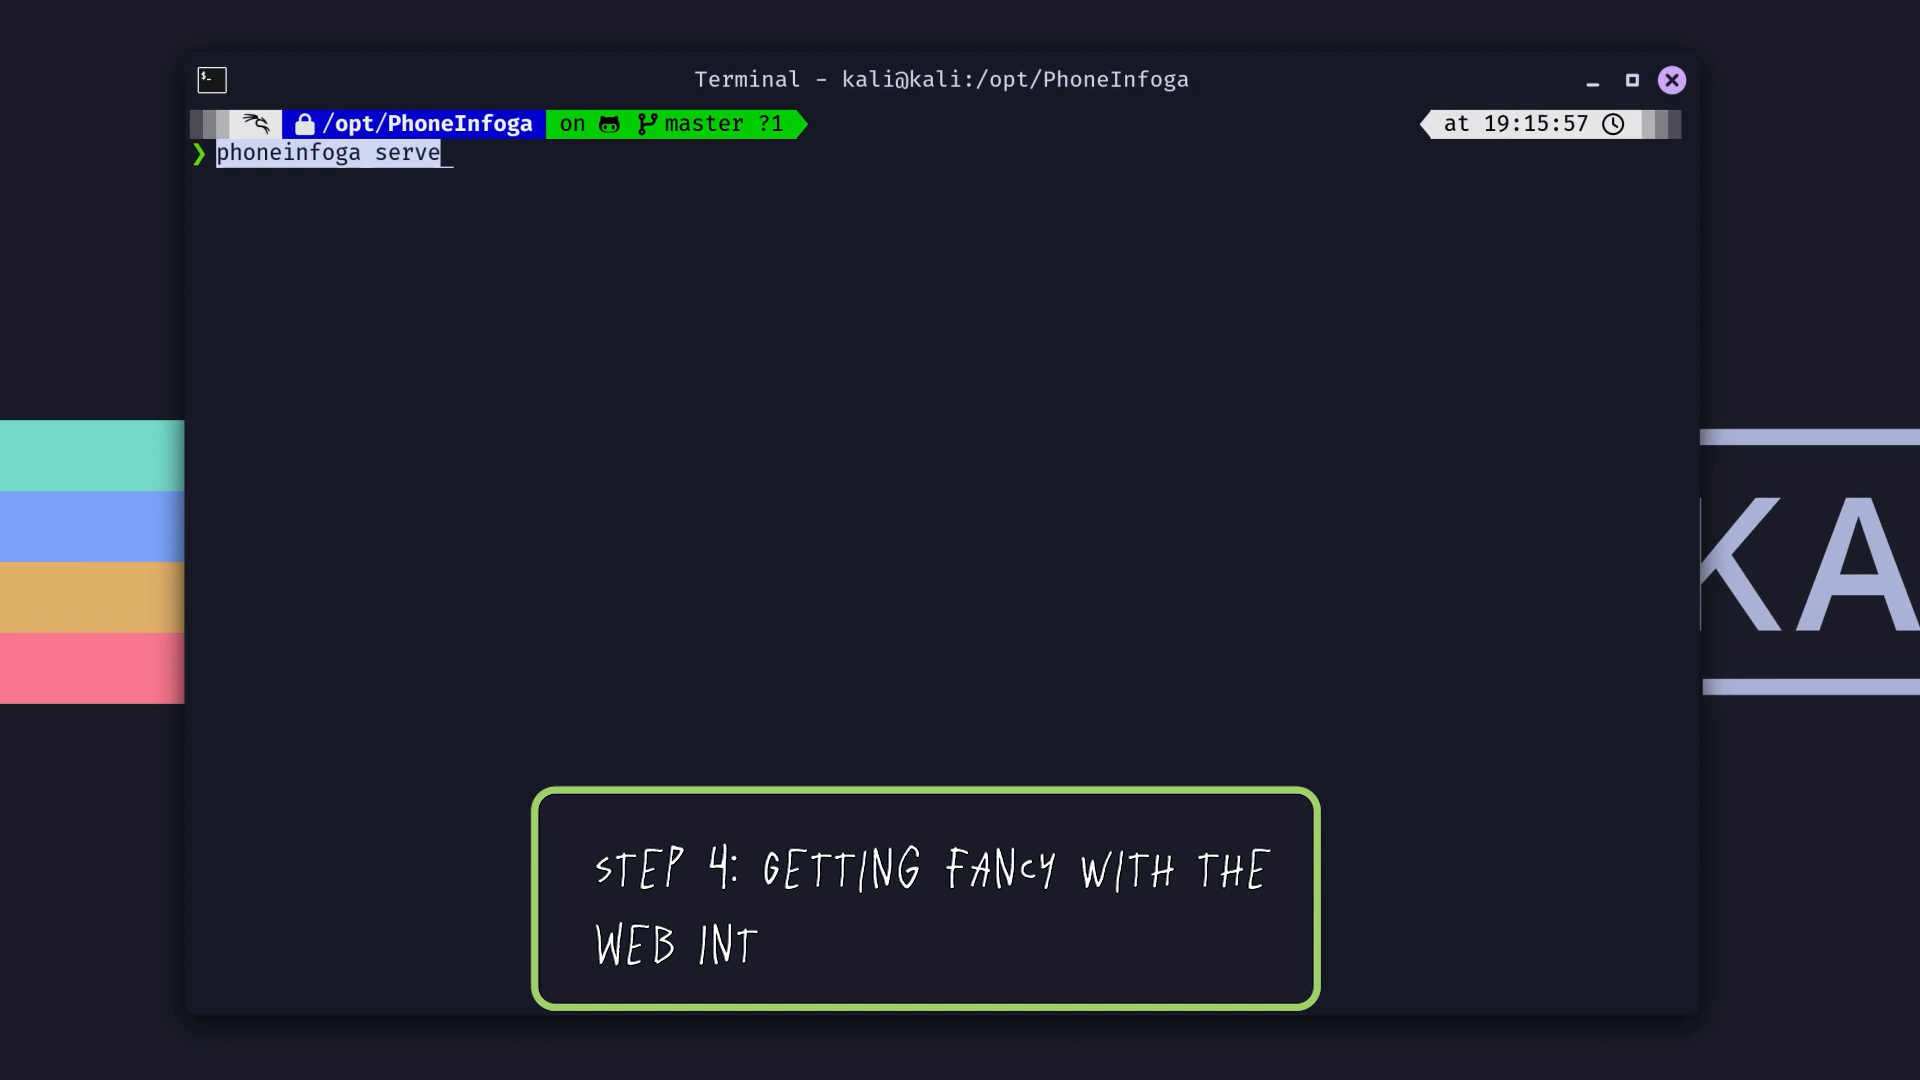 Terminal - kali@kali:/opt/PhoneInfoga
/opt/PhoneInfoga on master ?1 at 19:15:57
❯ phoneinfoga serve_
KA
STEP 4: GETTING FANCY WITH THE
WEB INT